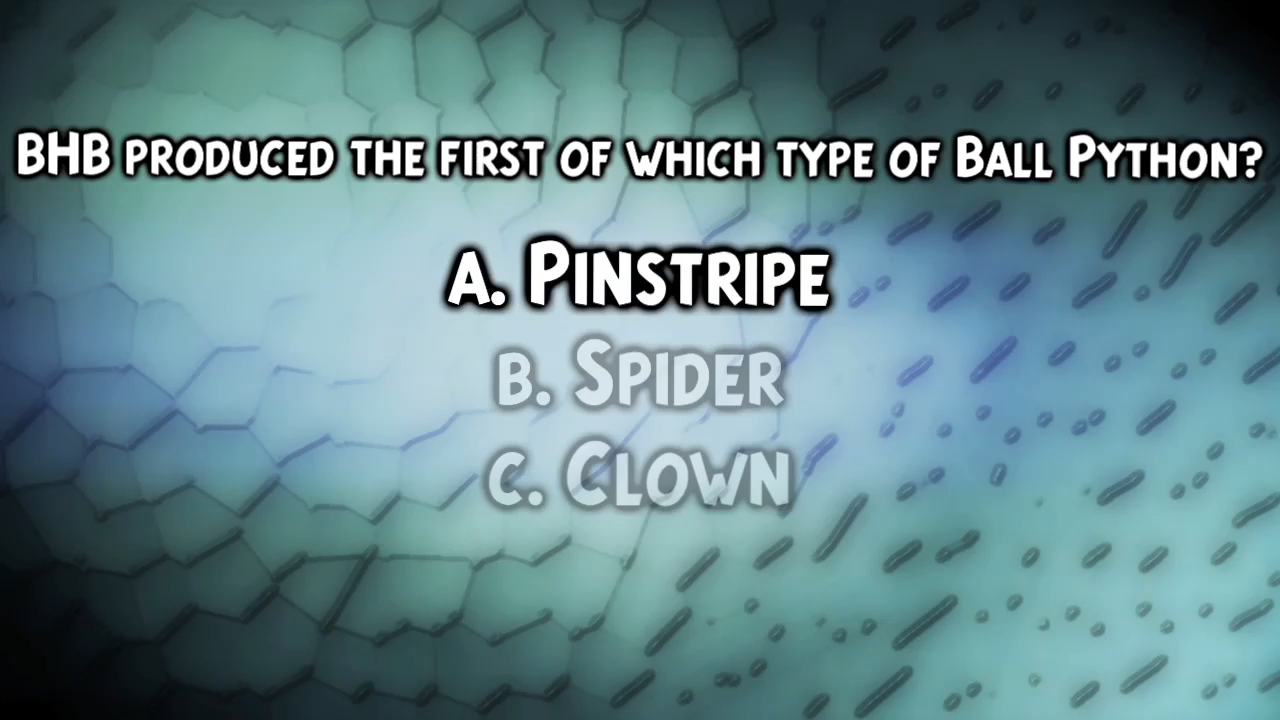 BHB produced the first of which type of Ball Python?
A. Pinstripe
B. Spider
C. Clown